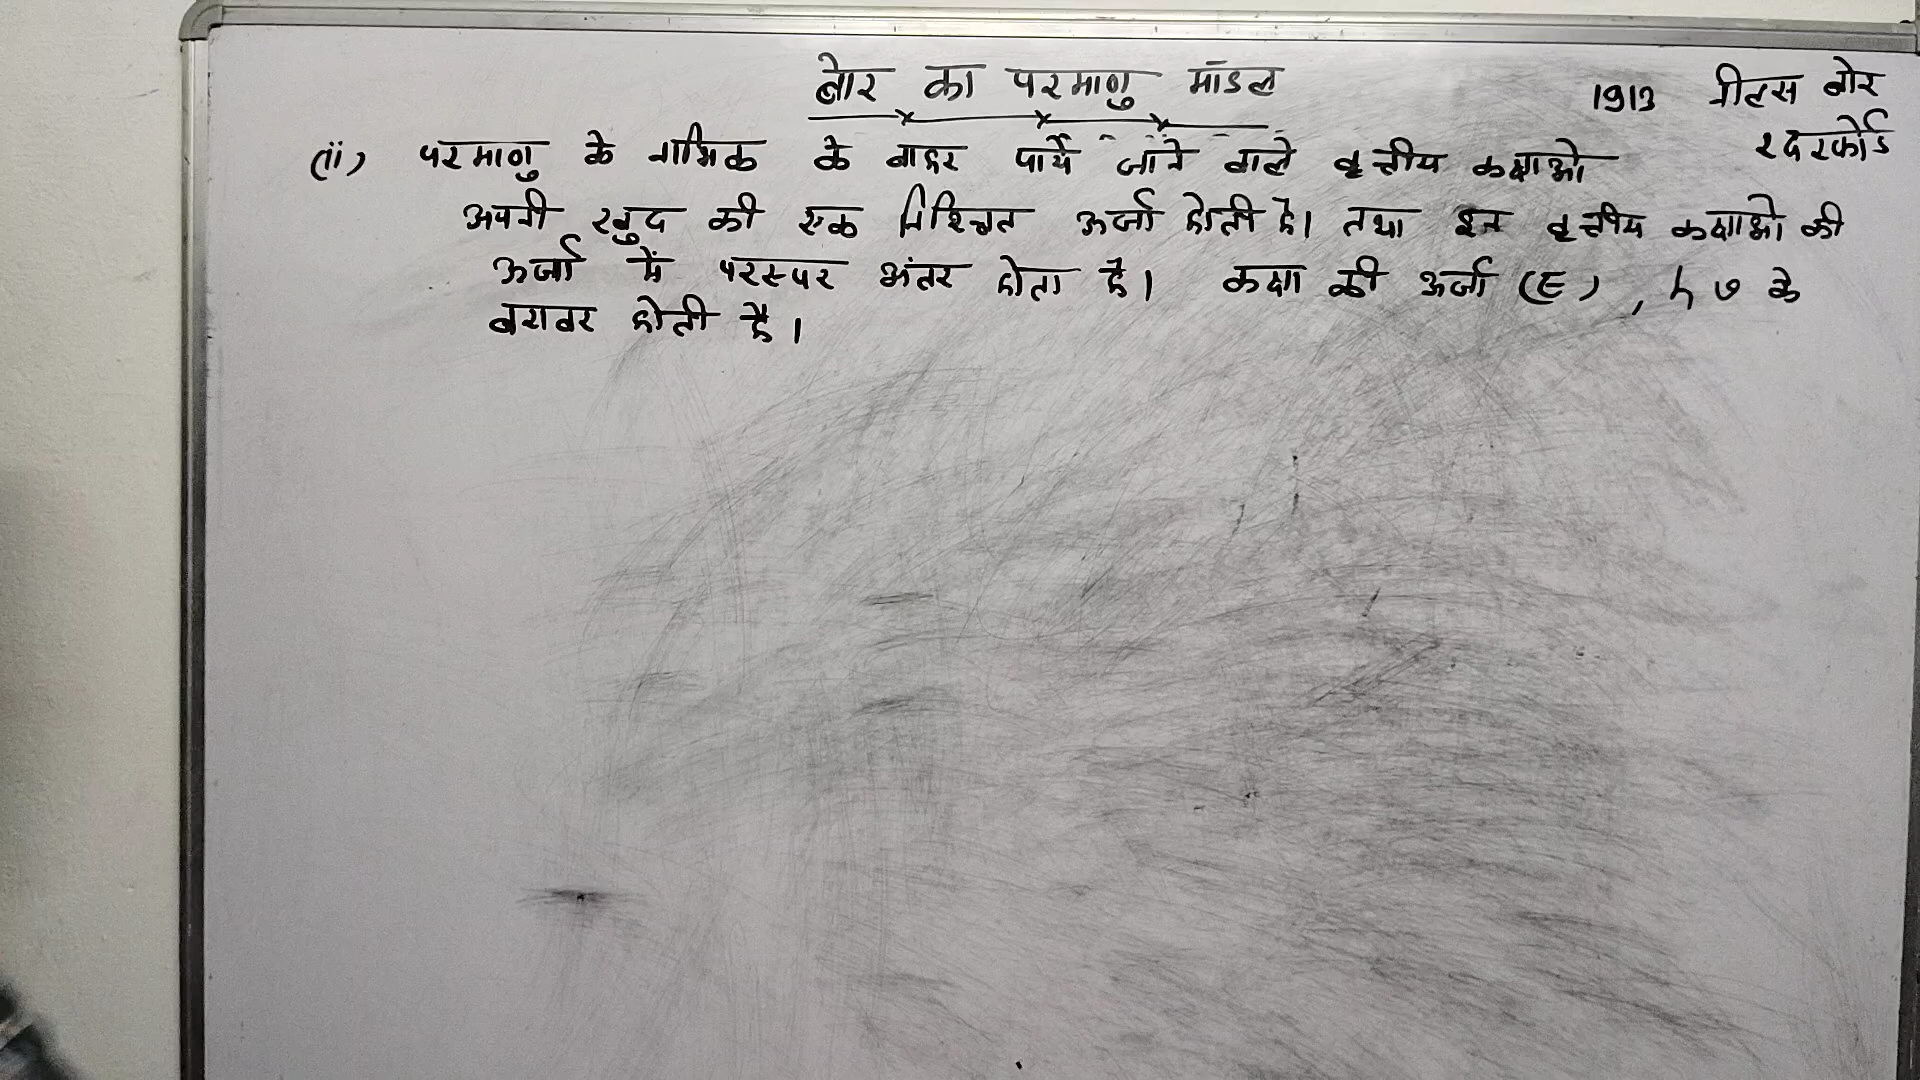 बोर का परमाणु मॉडल
1913 नील्स बोर
रदरफोर्ड
(ii) परमाणु के नाभिक के बाहर पाये जाने वाले वृत्तीय कक्षाओ
अपनी खुद की एक निश्चित ऊर्जा होती है। तथा इन वृत्तीय कक्षाओ की
ऊर्जा में परस्पर अंतर होता है। कक्षा की ऊर्जा (E), hν के
बराबर होती है।